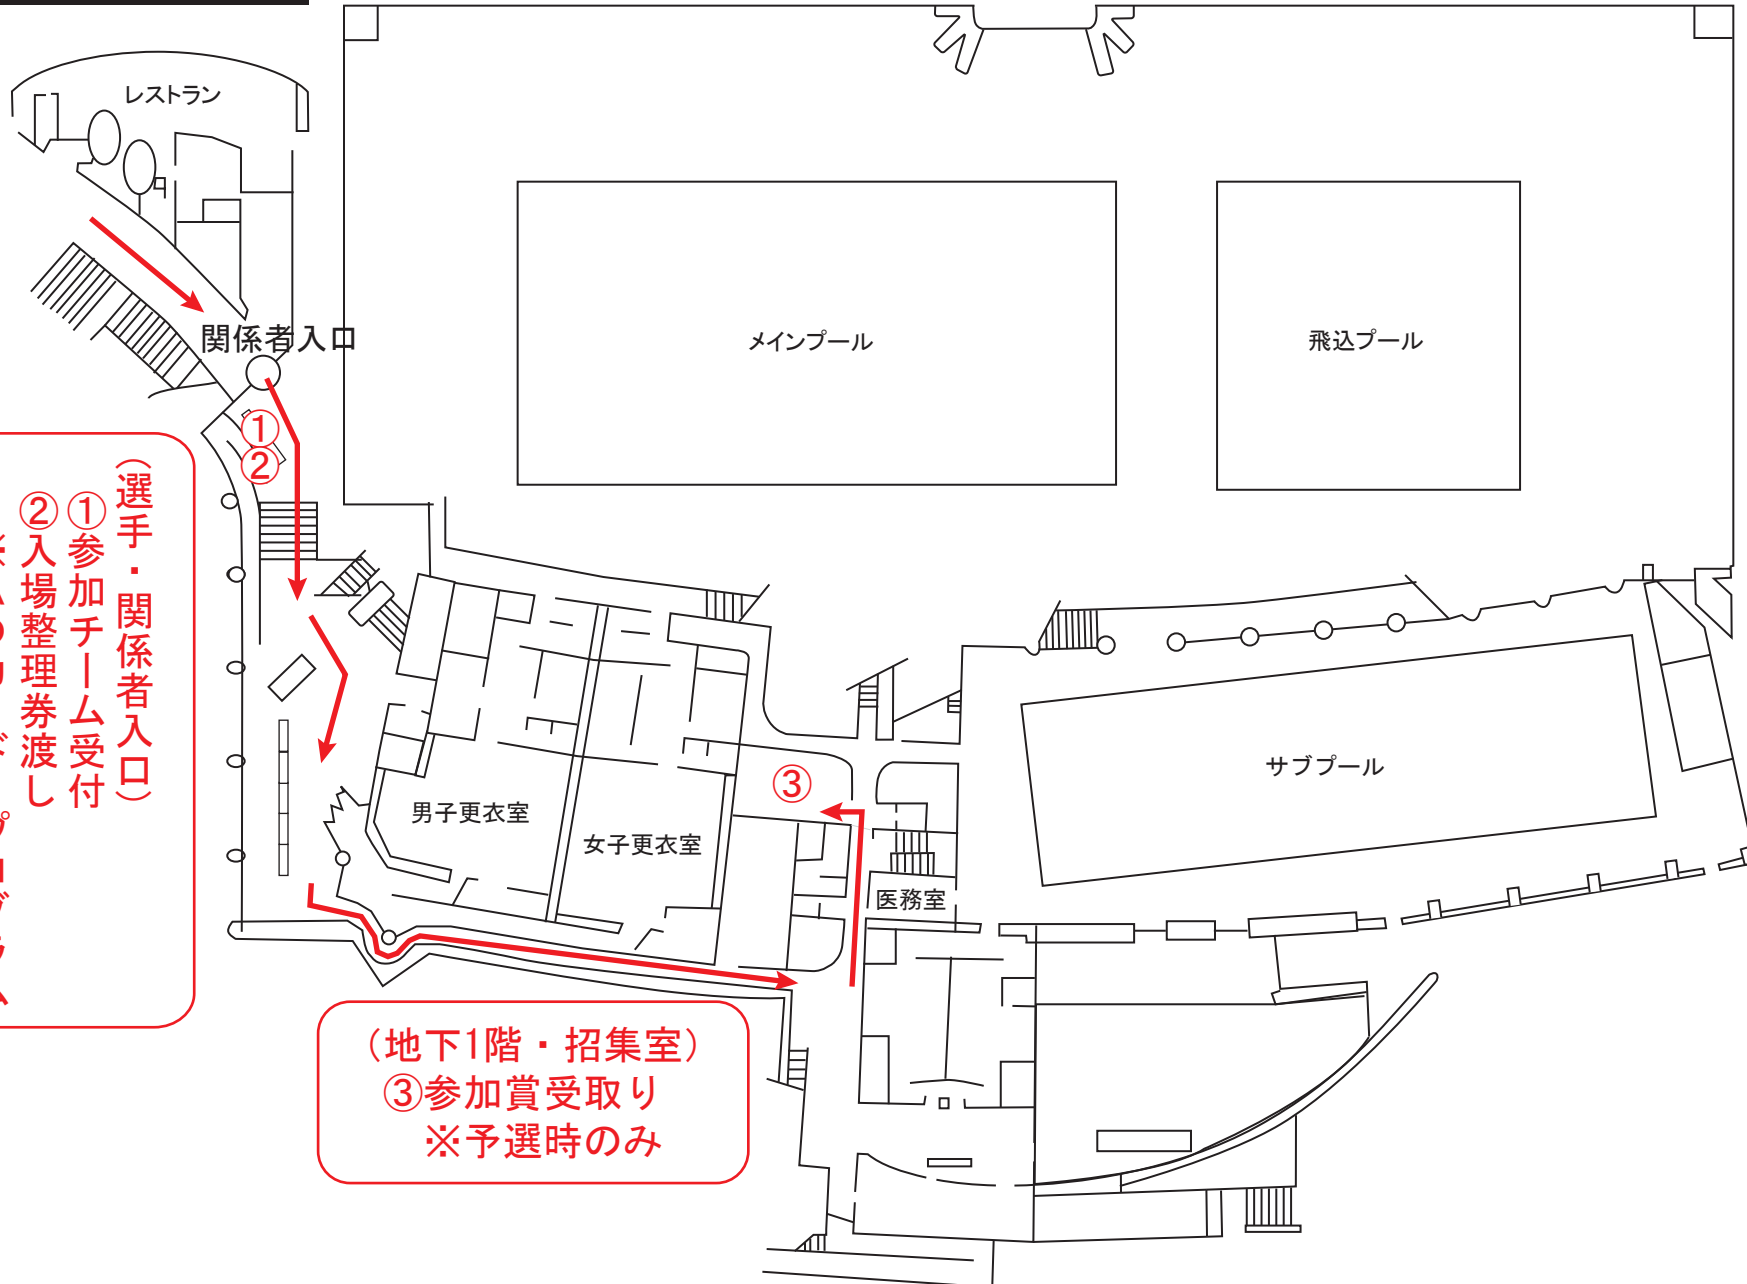 レストラン
関係者入口
メインプール
飛込プール
①
②
(選手・関係者入口)
①参加チーム受付
②入場整理券渡し
③
男子更衣室
女子更衣室
医務室
サブプール
(地下1階・招集室)
③参加賞受取り
※予選時のみ